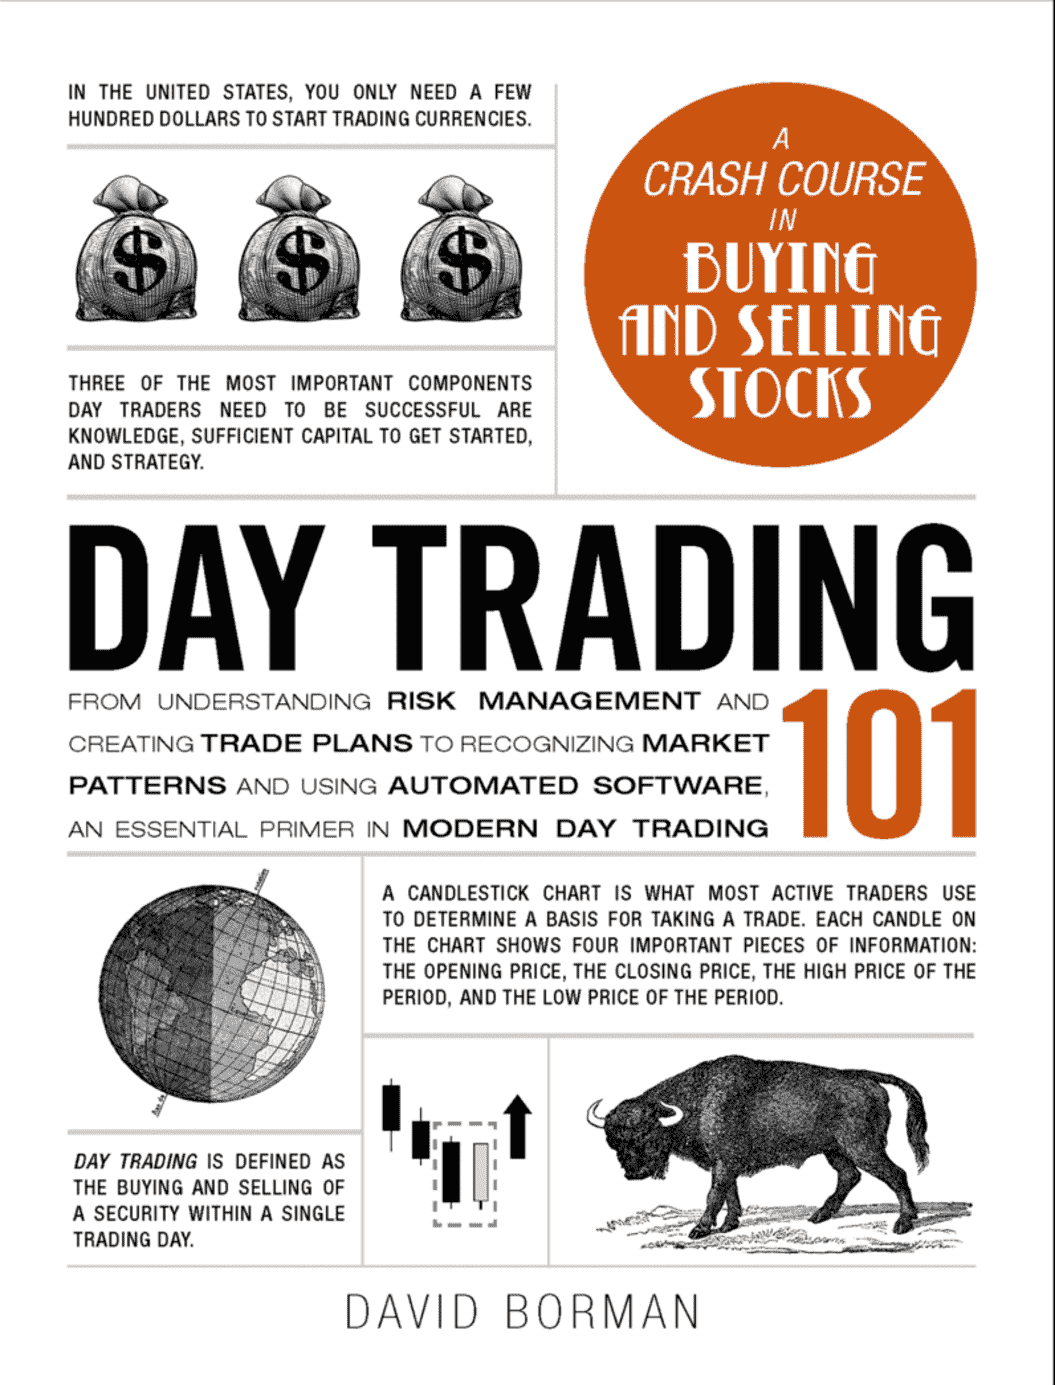 IN THE UNITED STATES, YOU ONLY NEED A FEW
HUNDRED DOLLARS TO START TRADING CURRENCIES.
$ $ $
THREE OF THE MOST IMPORTANT COMPONENTS
DAY TRADERS NEED TO BE SUCCESSFUL ARE
KNOWLEDGE, SUFFICIENT CAPITAL TO GET STARTED,
AND STRATEGY.
A
CRASH COURSE
IN
BUYING
AND SELLING
STOCKS
DAY TRADING
101
FROM UNDERSTANDING RISK MANAGEMENT AND
CREATING TRADE PLANS TO RECOGNIZING MARKET
PATTERNS AND USING AUTOMATED SOFTWARE,
AN ESSENTIAL PRIMER IN MODERN DAY TRADING
A CANDLESTICK CHART IS WHAT MOST ACTIVE TRADERS USE
TO DETERMINE A BASIS FOR TAKING A TRADE. EACH CANDLE ON
THE CHART SHOWS FOUR IMPORTANT PIECES OF INFORMATION:
THE OPENING PRICE, THE CLOSING PRICE, THE HIGH PRICE OF THE
PERIOD, AND THE LOW PRICE OF THE PERIOD.
DAY TRADING IS DEFINED AS
THE BUYING AND SELLING OF
A SECURITY WITHIN A SINGLE
TRADING DAY.
DAVID BORMAN